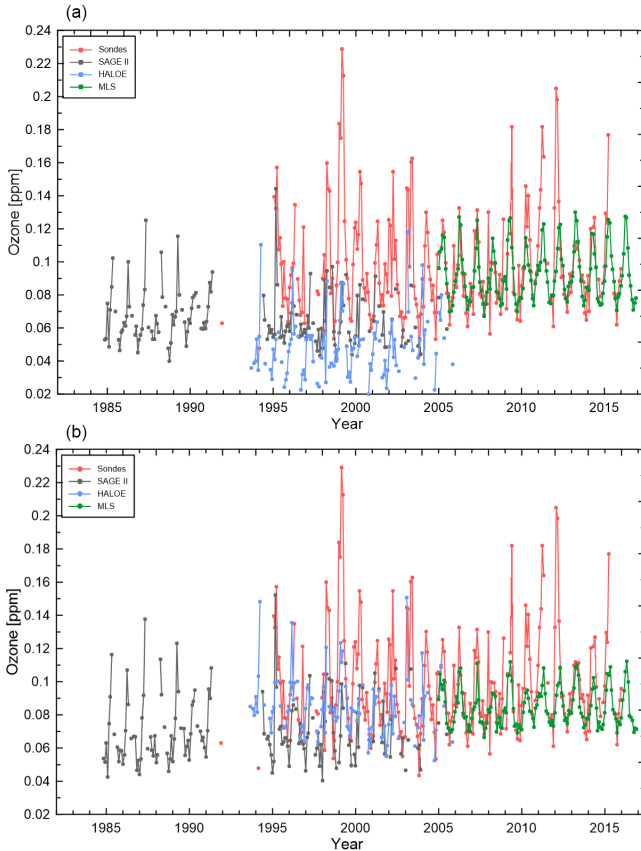 (a)
0.24
0.22
0.2
0.18
0.16
0.14
0.12
0.1
0.08
0.06
0.04
0.02
Ozone [ppm]
Sondes
SAGE II
HALOE
MLS
1985 1990 1995 2000 2005 2010 2015
Year
(b)
0.24
0.22
0.2
0.18
0.16
0.14
0.12
0.1
0.08
0.06
0.04
0.02
Ozone [ppm]
Sondes
SAGE II
HALOE
MLS
1985 1990 1995 2000 2005 2010 2015
Year